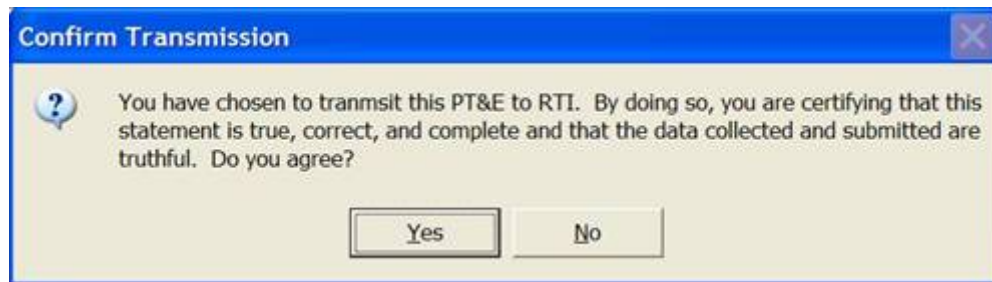 Confirm Transmission
You have chosen to tranmsit this PT&E to RTI.  By doing so, you are certifying that this
statement is true, correct, and complete and that the data collected and submitted are
truthful.  Do you agree?
Yes
No